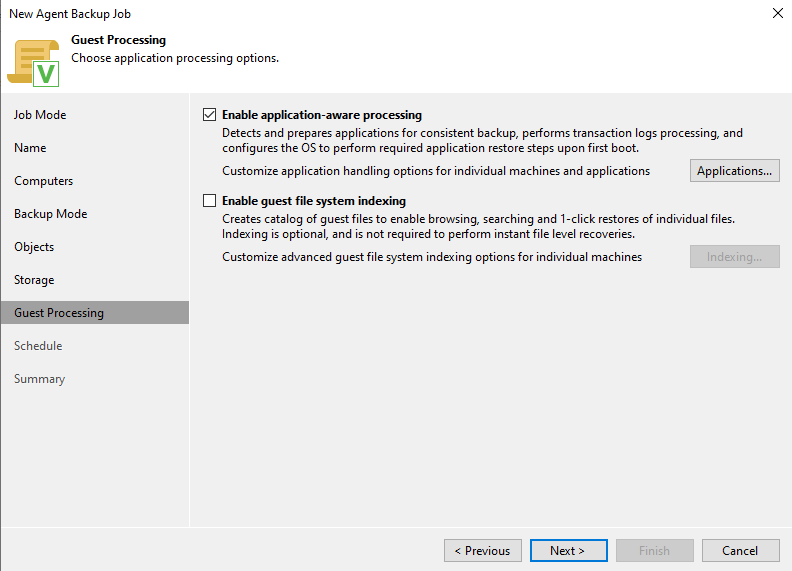 New Agent Backup Job
Guest Processing
Choose application processing options.
V
Job Mode
Name
Computers
Backup Mode
Objects
Storage
Guest Processing
Schedule
Summary
Enable application-aware processing
Detects and prepares applications for consistent backup, performs transaction logs processing, and
configures the OS to perform required application restore steps upon first boot.
Customize application handling options for individual machines and applications
Applications...
Enable guest file system indexing
Creates catalog of guest files to enable browsing, searching and 1-click restores of individual files.
Indexing is optional, and is not required to perform instant file level recoveries.
Customize advanced guest file system indexing options for individual machines
Indexing...
< Previous
Next >
Finish
Cancel